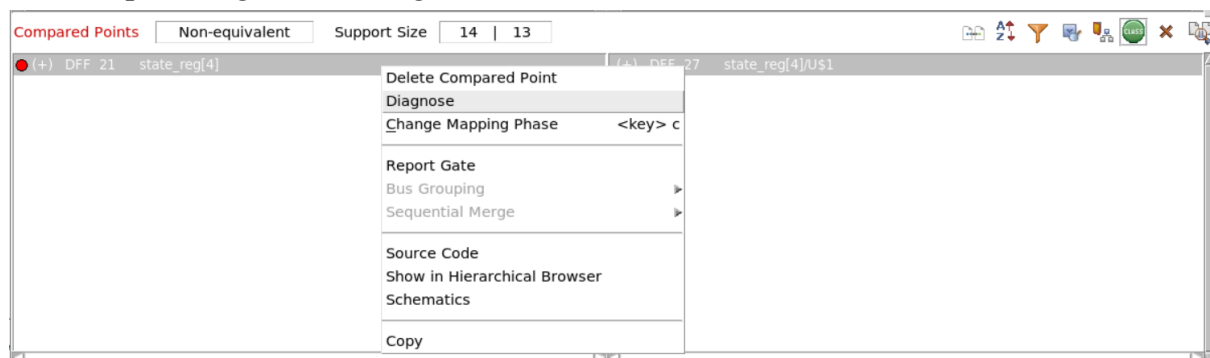 Compared Points Non-equivalent Support Size 14 | 13
(+) DFF 21 state_reg[4] (+) DFF 27 state_reg[4]/U$1
Delete Compared Point
Diagnose
Change Mapping Phase <key> c
Report Gate
Bus Grouping
Sequential Merge
Source Code
Show in Hierarchical Browser
Schematics
Copy
A
Z
CLASS